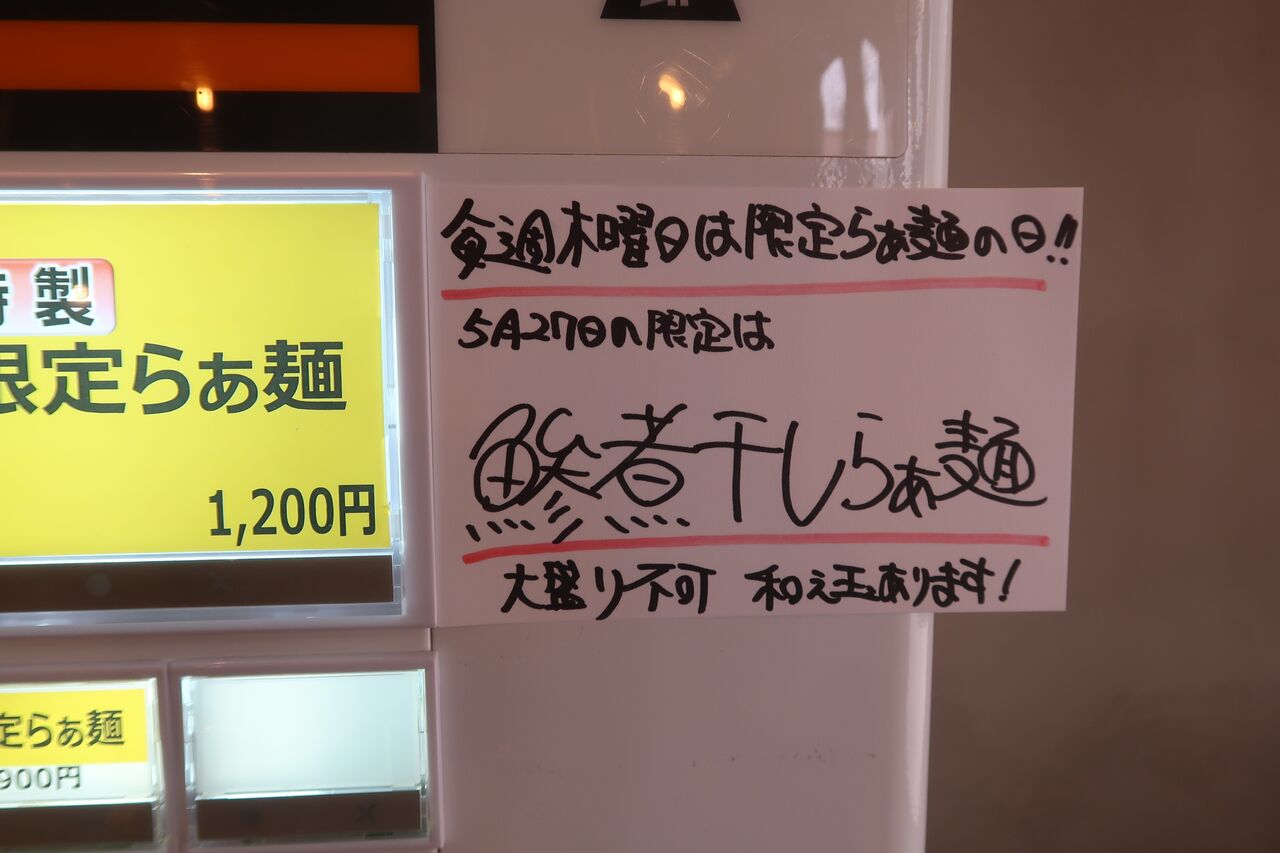 毎週木曜日は限定らぁ麺の日!!
5月27日の限定は
鯵煮干しらぁ麺
大盛り不可 和え玉あります!
特製
限定らぁ麺
1,200円
定らぁ麺
900円